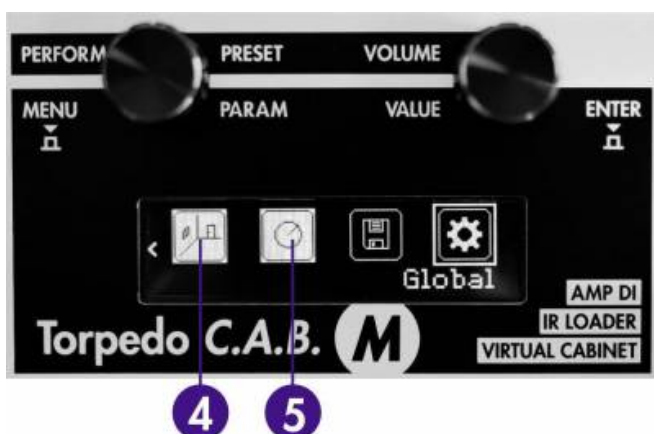 PERFORM PRESET VOLUME
MENU PARAM VALUE ENTER
<
Global
AMP DI
IR LOADER
VIRTUAL CABINET
Torpedo C.A.B. M
4 5